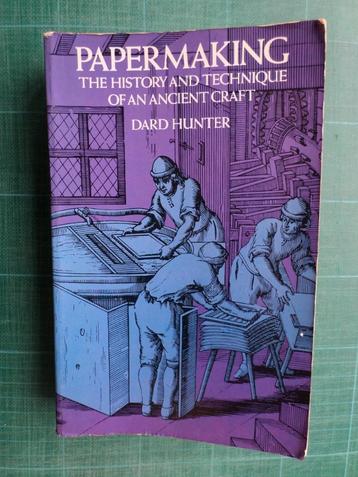 PAPERMAKING
THE HISTORY AND TECHNIQUE
OF AN ANCIENT CRAFT
DARD HUNTER